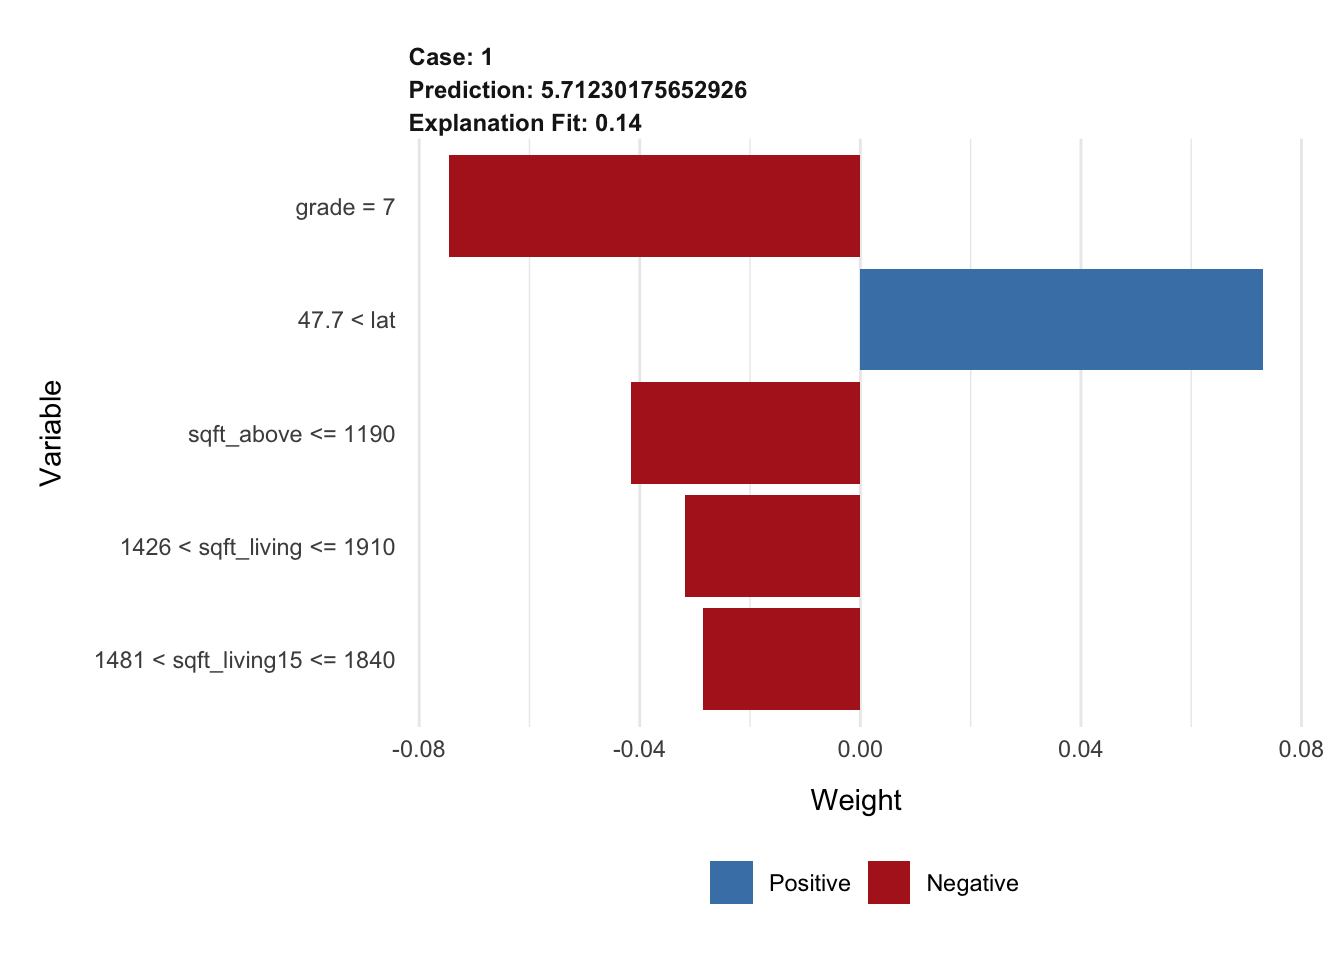 Case: 1
Prediction: 5.71230175652926
Explanation Fit: 0.14
grade = 7
47.7 < lat
sqft_above <= 1190
1426 < sqft_living <= 1910
1481 < sqft_living15 <= 1840
Variable
-0.08 -0.04 0.00 0.04 0.08
Weight
Positive Negative